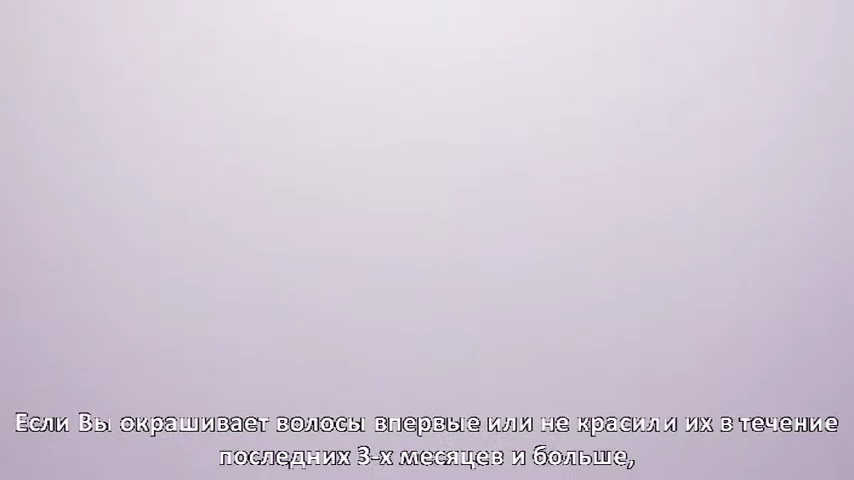 Если Вы окрашивает волосы впервые или не красили их в течение
последних 3-х месяцев и больше,